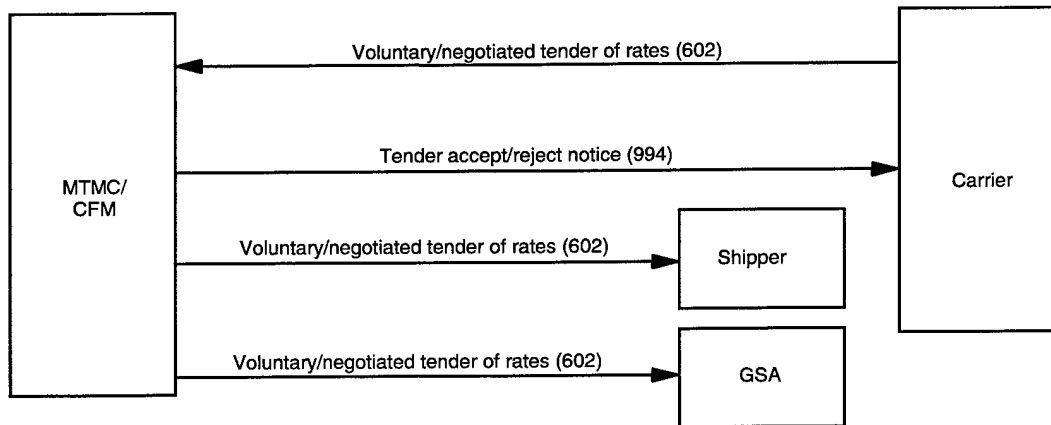 Voluntary/negotiated tender of rates (602)
Tender accept/reject notice (994)
MTMC/
CFM
Carrier
Voluntary/negotiated tender of rates (602)
Shipper
Voluntary/negotiated tender of rates (602)
GSA